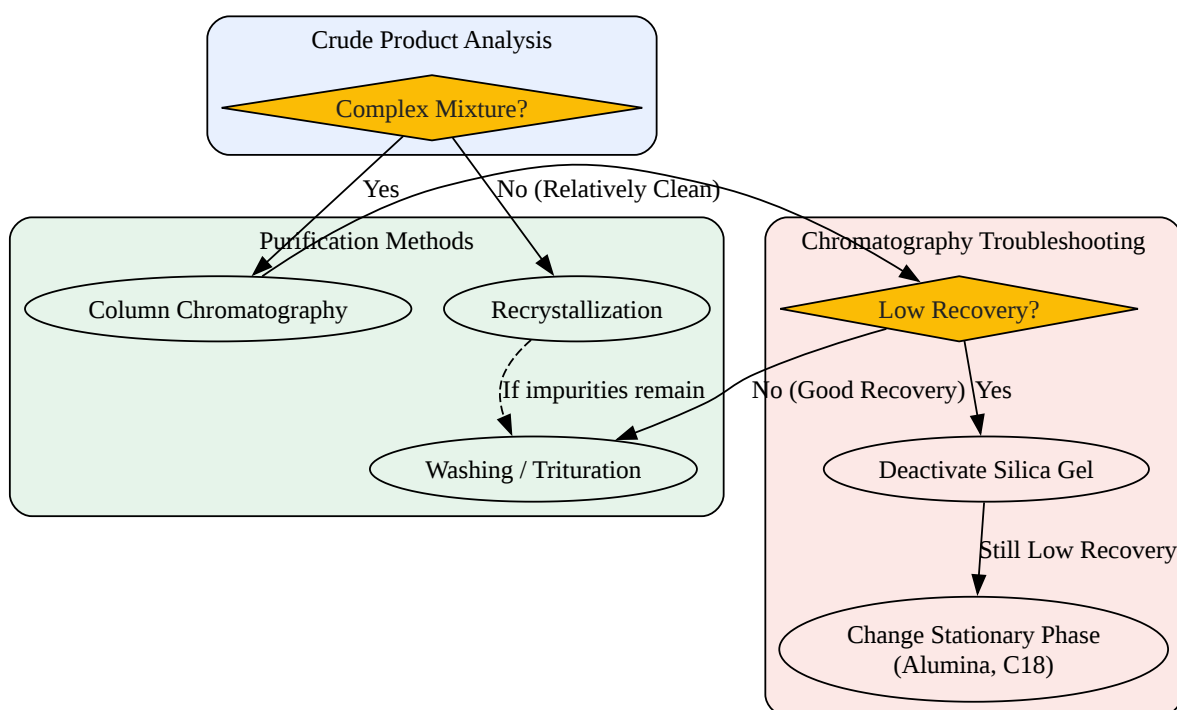 Crude Product Analysis
Complex Mixture?
Yes
No (Relatively Clean)
Purification Methods
Chromatography Troubleshooting
Column Chromatography
Recrystallization
Low Recovery?
If impurities remain
No (Good Recovery)
Yes
Washing / Trituration
Deactivate Silica Gel
Still Low Recovery
Change Stationary Phase
(Alumina, C18)